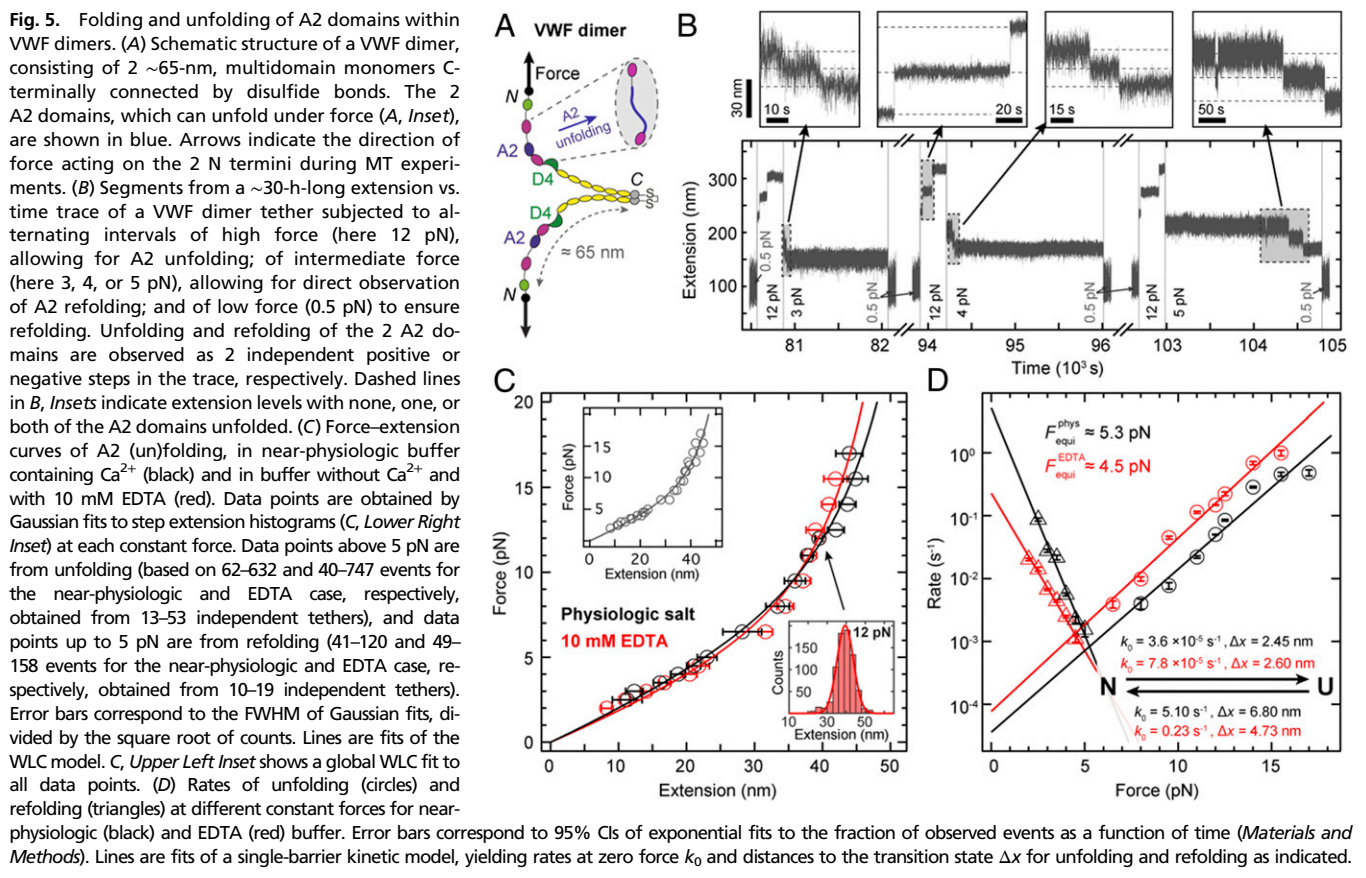 Fig. 5. Folding and unfolding of A2 domains within
VWF dimers. (A) Schematic structure of a VWF dimer,
consisting of 2 ~65-nm, multidomain monomers C-
terminally connected by disulfide bonds. The 2
A2 domains, which can unfold under force (A, Inset),
are shown in blue. Arrows indicate the direction of
force acting on the 2 N termini during MT experi-
ments. (B) Segments from a ~30-h-long extension vs.
time trace of a VWF dimer tether subjected to al-
ternating intervals of high force (here 12 pN),
allowing for A2 unfolding; of intermediate force
(here 3, 4, or 5 pN), allowing for direct observation
of A2 refolding; and of low force (0.5 pN) to ensure
refolding. Unfolding and refolding of the 2 A2 do-
mains are observed as 2 independent positive or
negative steps in the trace, respectively. Dashed lines
in B, Insets indicate extension levels with none, one, or
both of the A2 domains unfolded. (C) Force–extension
curves of A2 (un)folding, in near-physiologic buffer
containing Ca²⁺ (black) and in buffer without Ca²⁺ and
with 10 mM EDTA (red). Data points are obtained by
Gaussian fits to step extension histograms (C, Lower Right
Inset) at each constant force. Data points above 5 pN are
from unfolding (based on 62–632 and 40–747 events for
the near-physiologic and EDTA case, respectively,
obtained from 13–53 independent tethers), and data
points up to 5 pN are from refolding (41–120 and 49–
158 events for the near-physiologic and EDTA case, re-
spectively, obtained from 10–19 independent tethers).
Error bars correspond to the FWHM of Gaussian fits, di-
vided by the square root of counts. Lines are fits of the
WLC model. C, Upper Left Inset shows a global WLC fit to
all data points. (D) Rates of unfolding (circles) and
refolding (triangles) at different constant forces for near-
physiologic (black) and EDTA (red) buffer. Error bars correspond to 95% CIs of exponential fits to the fraction of observed events as a function of time (Materials and
Methods). Lines are fits of a single-barrier kinetic model, yielding rates at zero force k₀ and distances to the transition state Δx for unfolding and refolding as indicated.
A
VWF dimer
Force
N
A2
unfolding
A2
D4
C
S
S
D4
A2
≈ 65 nm
N
B
30 nm
10 s
20 s
15 s
50 s
Extension (nm)
300
200
100
0.5 pN
12 pN
3 pN
0.5 pN
12 pN
4 pN
0.5 pN
12 pN
5 pN
0.5 pN
81 82 94 95 96 103 104 105
Time (10³ s)
C
Force (pN)
20
15
10
5
0
0 10 20 30 40 50
Extension (nm)
Force (pN)
15
10
5
0 20 40
Extension (nm)
Physiologic salt
10 mM EDTA
12 pN
Counts
150
100
50
10 30 50
Extension (nm)
D
Rate (s⁻¹)
10⁰
10⁻¹
10⁻²
10⁻³
10⁻⁴
F equi phys ≈ 5.3 pN
F equi EDTA ≈ 4.5 pN
k₀ = 3.6 ×10⁻⁵ s⁻¹ , Δx = 2.45 nm
k₀ = 7.8 ×10⁻⁵ s⁻¹ , Δx = 2.60 nm
N U
k₀ = 5.10 s⁻¹ , Δx = 6.80 nm
k₀ = 0.23 s⁻¹ , Δx = 4.73 nm
0 5 10 15
Force (pN)